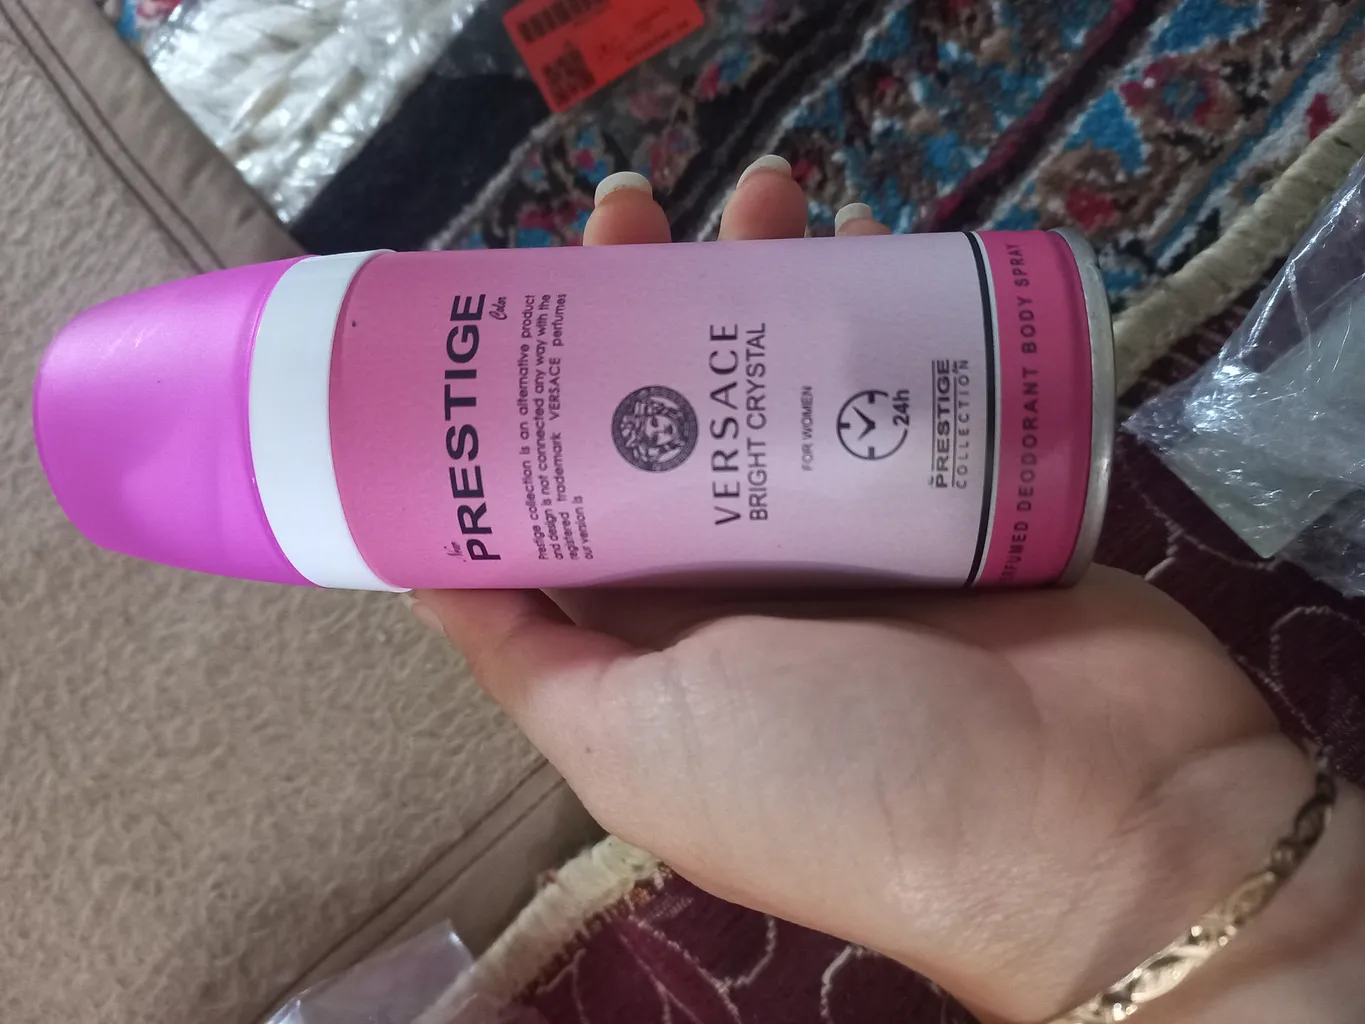 New
PRESTIGE
Color
Prestige collection is an alternative product
and design is not connected any way with the
registered trademark VERSACE perfumes
our version is
VERSACE
BRIGHT CRYSTAL
FOR WOMEN
24h
PRESTIGE
COLLECTION
PERFUMED DEODORANT BODY SPRAY